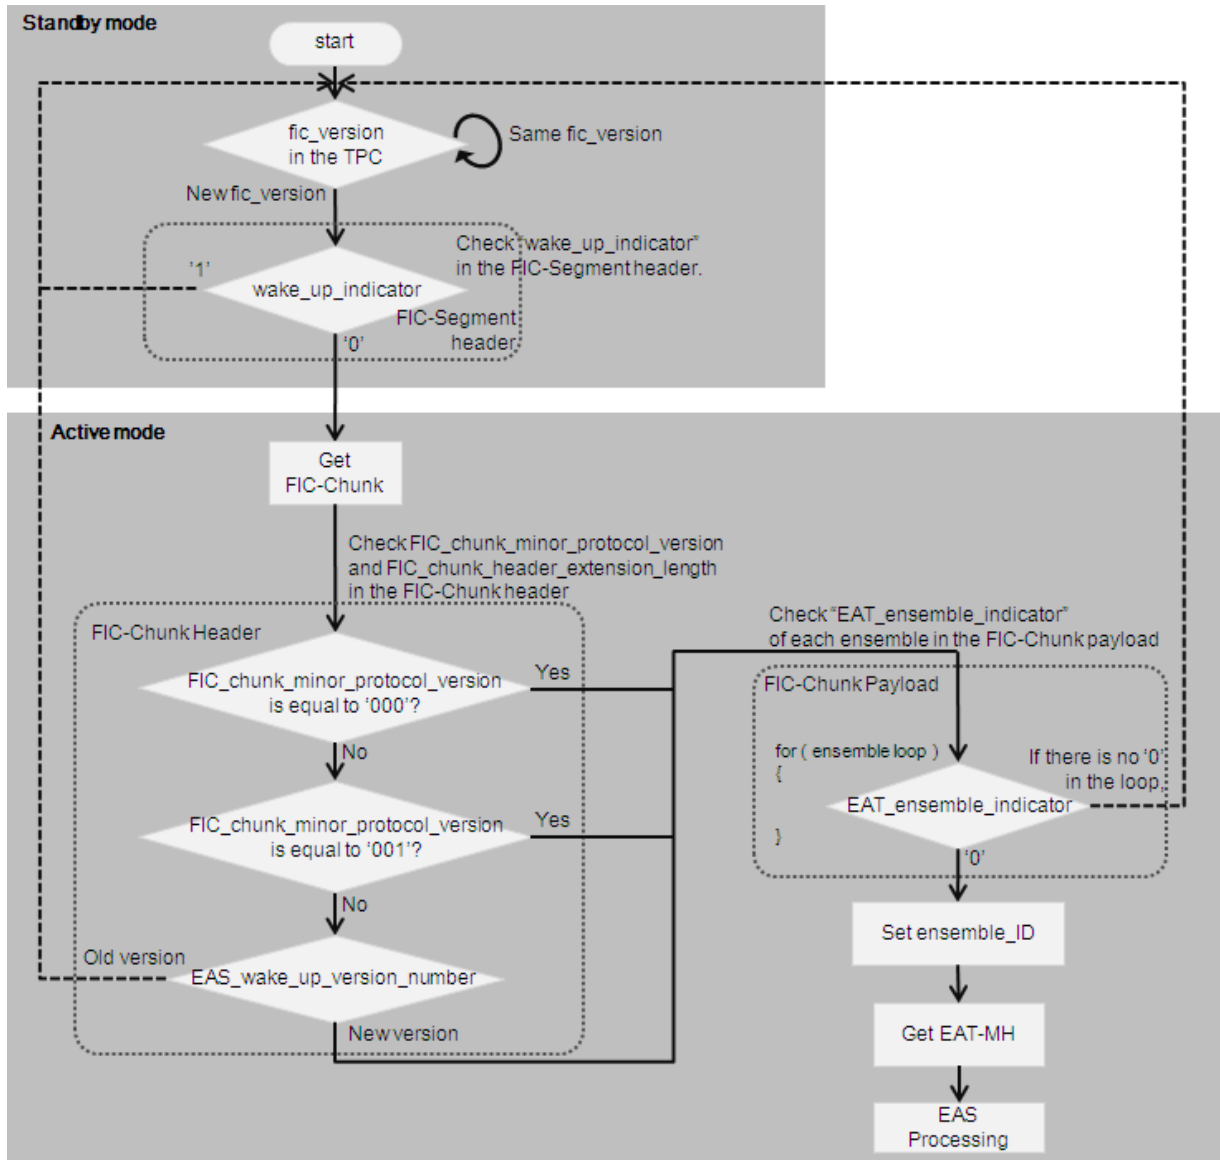 Standby mode
start
fic_version
in the TPC
Same fic_version
New fic_version
Check "wake_up_indicator"
in the FIC-Segment header.
'1'
wake_up_indicator
FIC-Segment
header
'0'
Active mode
Get
FIC-Chunk
Check FIC_chunk_minor_protocol_version
and FIC_chunk_header_extension_length
in the FIC-Chunk header
FIC-Chunk Header
FIC_chunk_minor_protocol_version
is equal to '000'?
Yes
No
FIC_chunk_minor_protocol_version
is equal to '001'?
Yes
No
Old version
EAS_wake_up_version_number
New version
Check "EAT_ensemble_indicator"
of each ensemble in the FIC-Chunk payload
FIC-Chunk Payload
for ( ensemble loop )
{
If there is no '0'
in the loop,
EAT_ensemble_indicator
}
'0'
Set ensemble_ID
Get EAT-MH
EAS
Processing